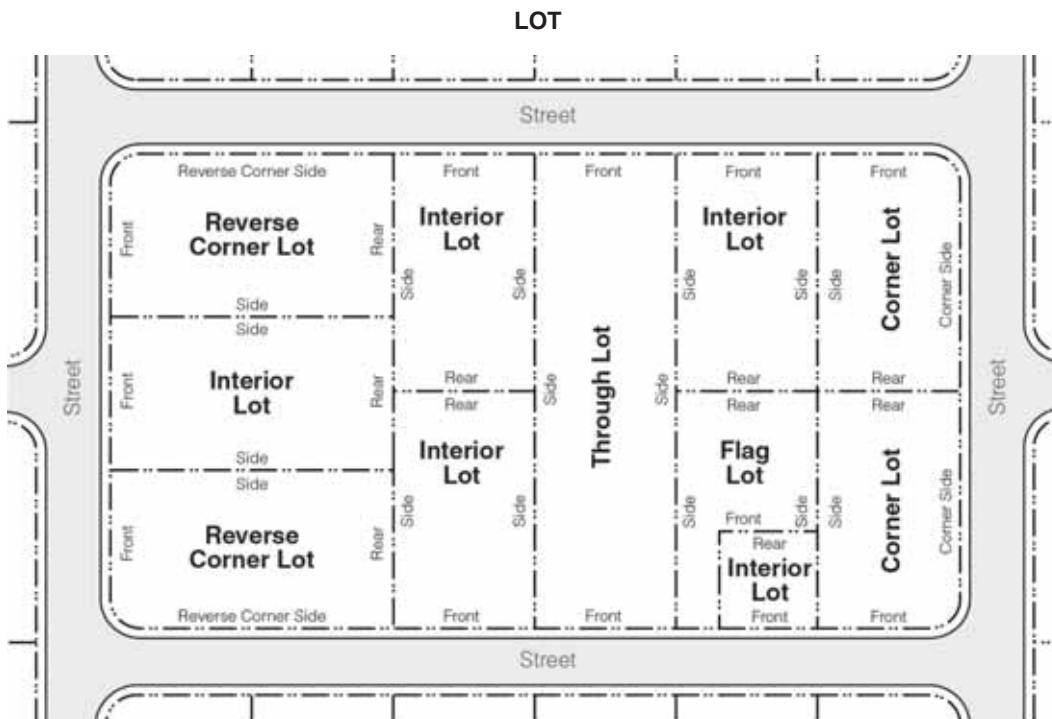 LOT
Street
Reverse Corner Side
Front
Front
Front
Front
Front
Reverse
Corner Lot
Rear
Side
Interior
Lot
Side
Side
Side
Interior
Lot
Side
Side
Side
Corner Lot
Corner Side
Street
Side
Front
Interior
Lot
Rear
Side
Rear
Rear
Side
Through Lot
Side
Rear
Rear
Rear
Rear
Street
Interior
Lot
Side
Side
Flag
Lot
Front
Side
Side
Side
Side
Corner Lot
Corner Side
Front
Reverse
Corner Lot
Rear
Rear
Interior
Lot
Reverse Corner Side
Front
Front
Front
Front
Street